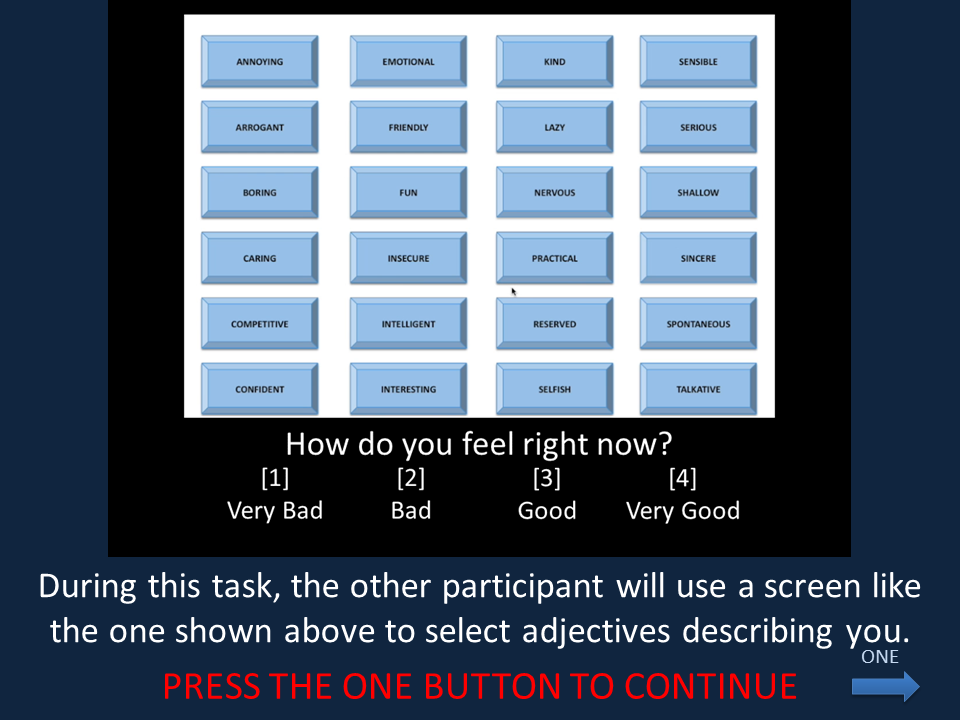 ANNOYING EMOTIONAL KIND SENSIBLE
ARROGANT FRIENDLY LAZY SERIOUS
BORING FUN NERVOUS SHALLOW
CARING INSECURE PRACTICAL SINCERE
COMPETITIVE INTELLIGENT RESERVED SPONTANEOUS
CONFIDENT INTERESTING SELFISH TALKATIVE
How do you feel right now?
[1] [2] [3] [4]
Very Bad Bad Good Very Good
During this task, the other participant will use a screen like
the one shown above to select adjectives describing you.
ONE
PRESS THE ONE BUTTON TO CONTINUE